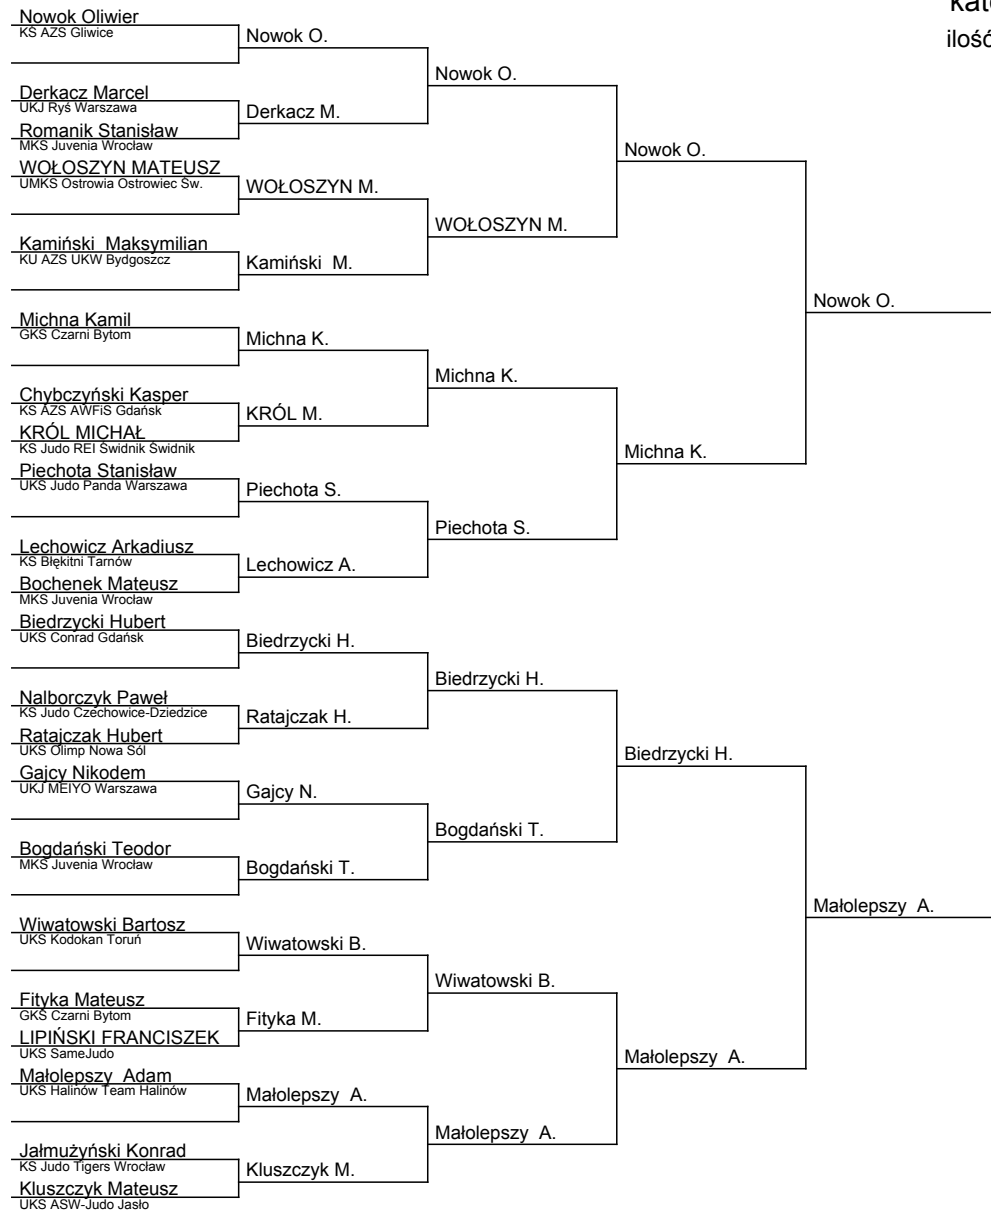 Nowok Oliwier
KS AZS Gliwice
Derkacz Marcel
UKJ Ryś Warszawa
Romanik Stanisław
MKS Juvenia Wrocław
WOŁOSZYN MATEUSZ
UMKS Ostrowia Ostrowiec Św.
Kamiński  Maksymilian
KU AZS UKW Bydgoszcz
Michna Kamil
GKS Czarni Bytom
Chybczyński Kasper
KS AZS AWFiS Gdańsk
KRÓL MICHAŁ
KS Judo REI Świdnik Świdnik
Piechota Stanisław
UKS Judo Panda Warszawa
Lechowicz Arkadiusz
KS Błękitni Tarnów
Bochenek Mateusz
MKS Juvenia Wrocław
Biedrzycki Hubert
UKS Conrad Gdańsk
Nalborczyk Paweł
KS Judo Czechowice-Dziedzice
Ratajczak Hubert
UKS Olimp Nowa Sól
Gajcy Nikodem
UKJ MEIYO Warszawa
Bogdański Teodor
MKS Juvenia Wrocław
Wiwatowski Bartosz
UKS Kodokan Toruń
Fityka Mateusz
GKS Czarni Bytom
LIPIŃSKI FRANCISZEK
UKS SameJudo
Małolepszy  Adam
UKS Halinów Team Halinów
Jałmużyński Konrad
KS Judo Tigers Wrocław
Kluszczyk Mateusz
UKS ASW-Judo Jasło
Nowok O.
Derkacz M.
WOŁOSZYN M.
Kamiński  M.
Michna K.
KRÓL M.
Piechota S.
Lechowicz A.
Biedrzycki H.
Ratajczak H.
Gajcy N.
Bogdański T.
Wiwatowski B.
Fityka M.
Małolepszy  A.
Kluszczyk M.
Nowok O.
WOŁOSZYN M.
Michna K.
Piechota S.
Biedrzycki H.
Bogdański T.
Wiwatowski B.
Małolepszy  A.
Nowok O.
Michna K.
Biedrzycki H.
Małolepszy  A.
Nowok O.
Małolepszy  A.
ilość